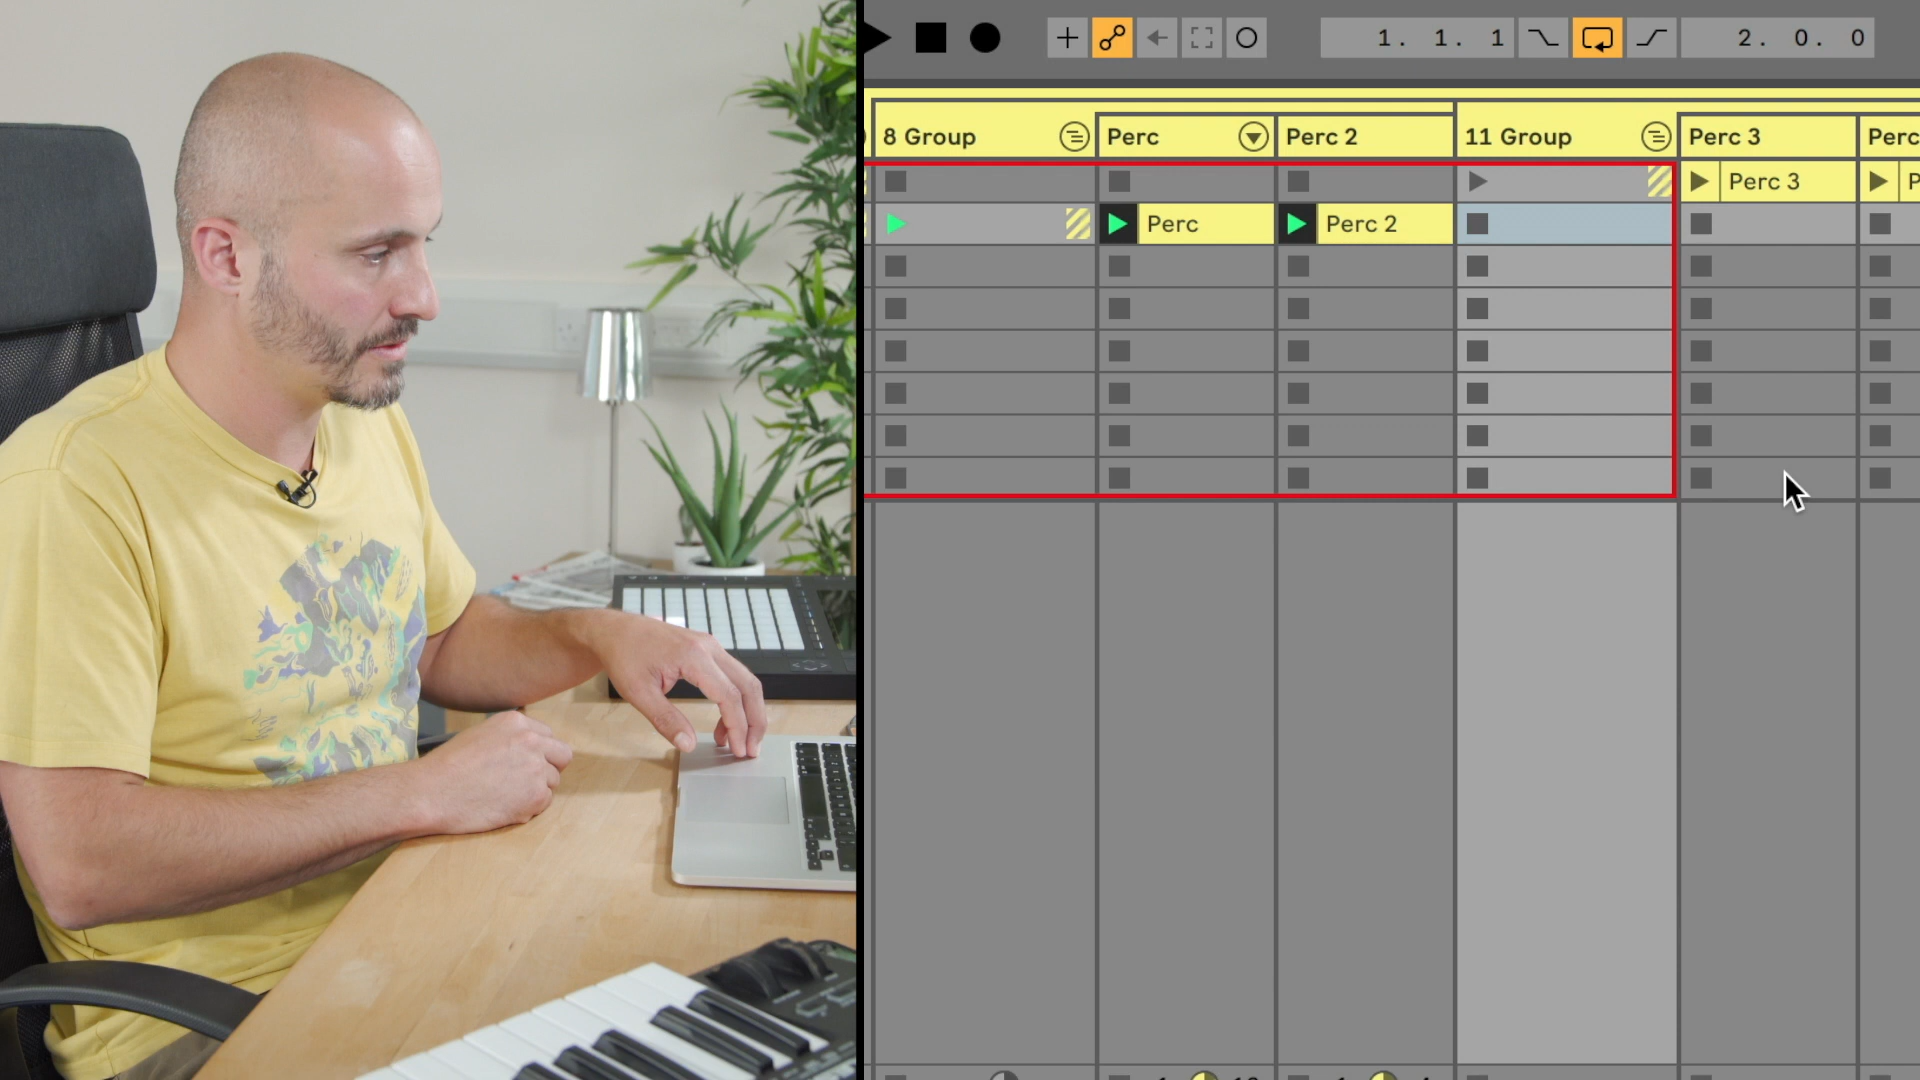 1. 1. 1
2. 0. 0
8 Group
Perc
Perc 2
11 Group
Perc 3
Perc
Perc 3
P
Perc
Perc 2